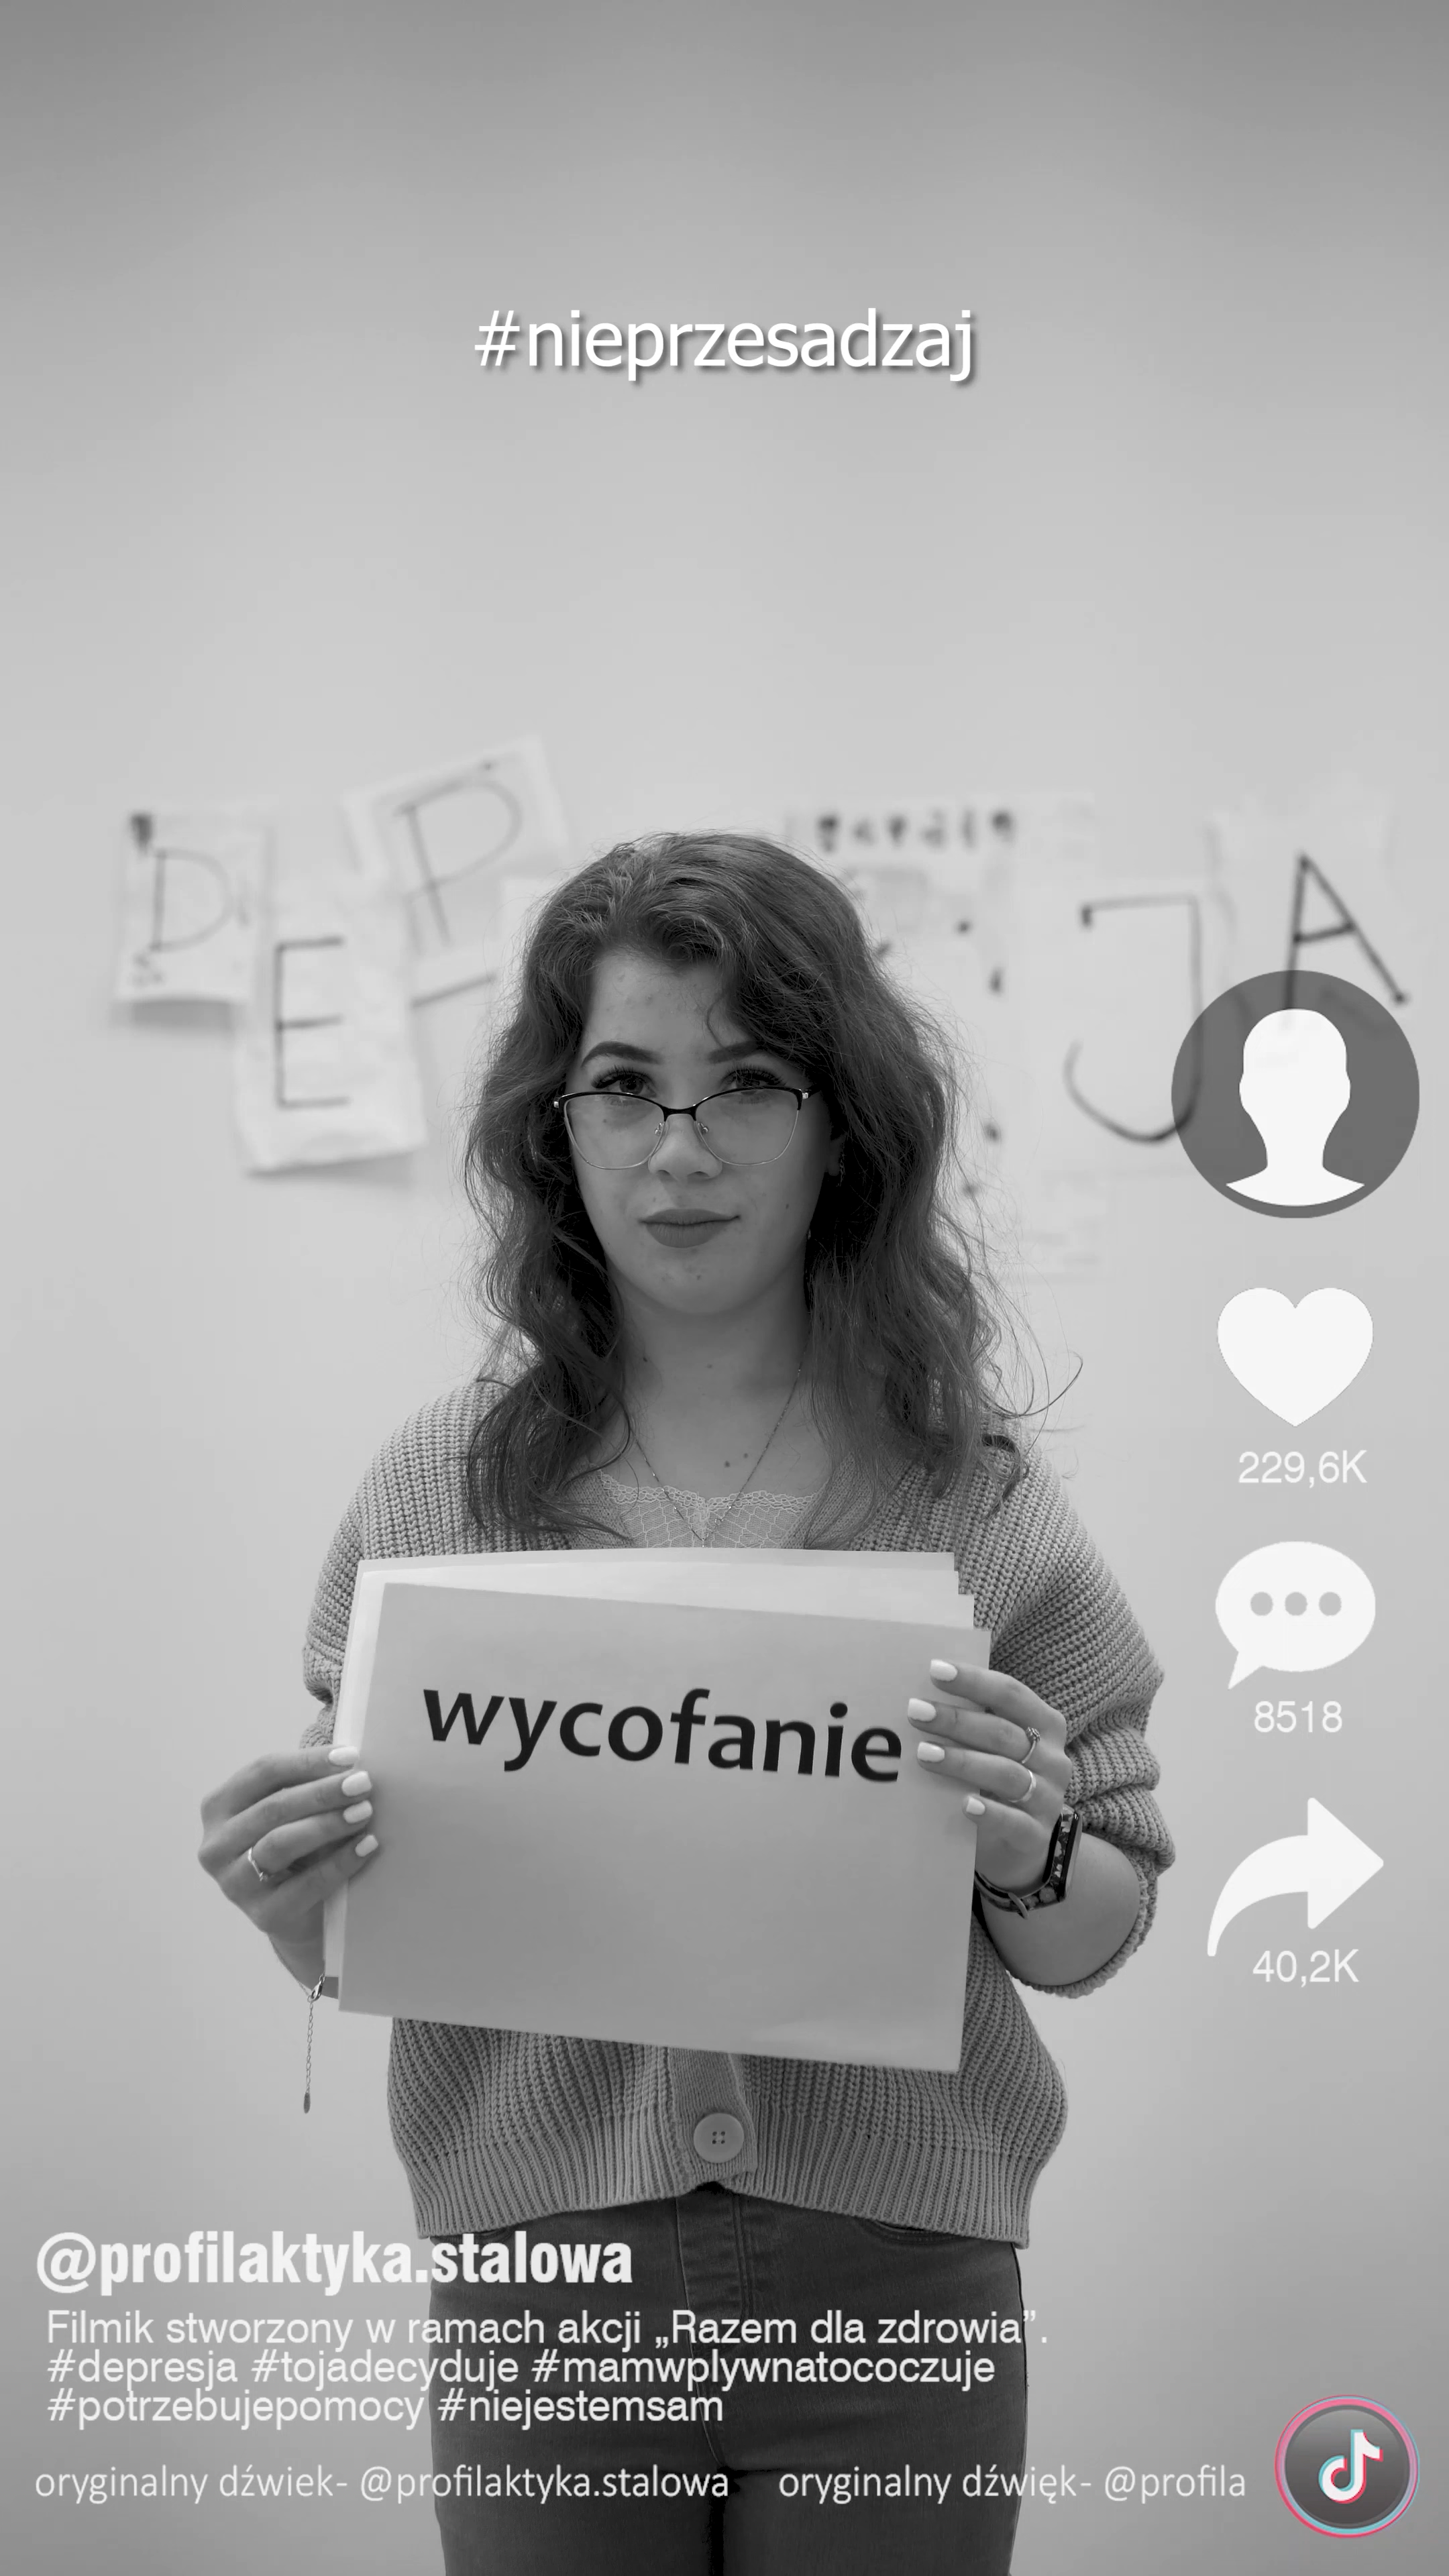 #nieprzesadzaj
D E P J A
wycofanie
229,6K
8518
40,2K
@profilaktyka.stalowa
Filmik stworzony w ramach akcji „Razem dla zdrowia”.
#depresja #tojadecyduje #mamwplywnatococzuje
#potrzebujepomocy #niejestemsam
oryginalny dźwiek- @profilaktyka.stalowa oryginalny dźwięk- @profila